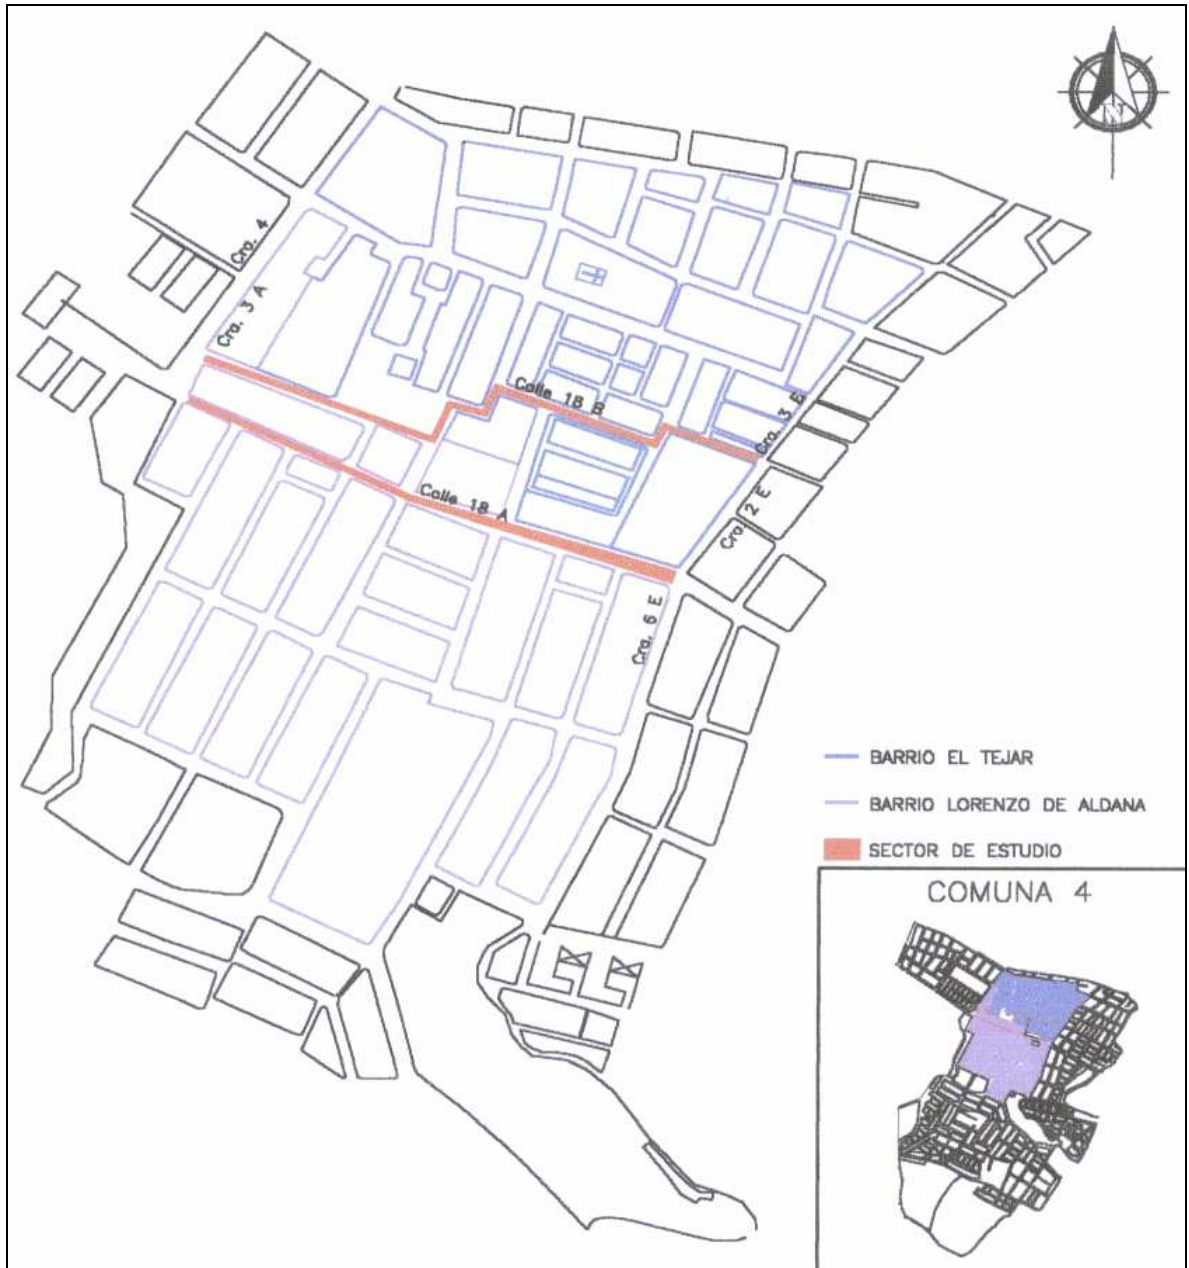 N
Cra. 4
Cra. 3 A
Calle 18 B
Cra. 3 E
Calle 18 A
Cra. 2 E
Cra. 6 E
BARRIO EL TEJAR
BARRIO LORENZO DE ALDANA
SECTOR DE ESTUDIO
COMUNA 4